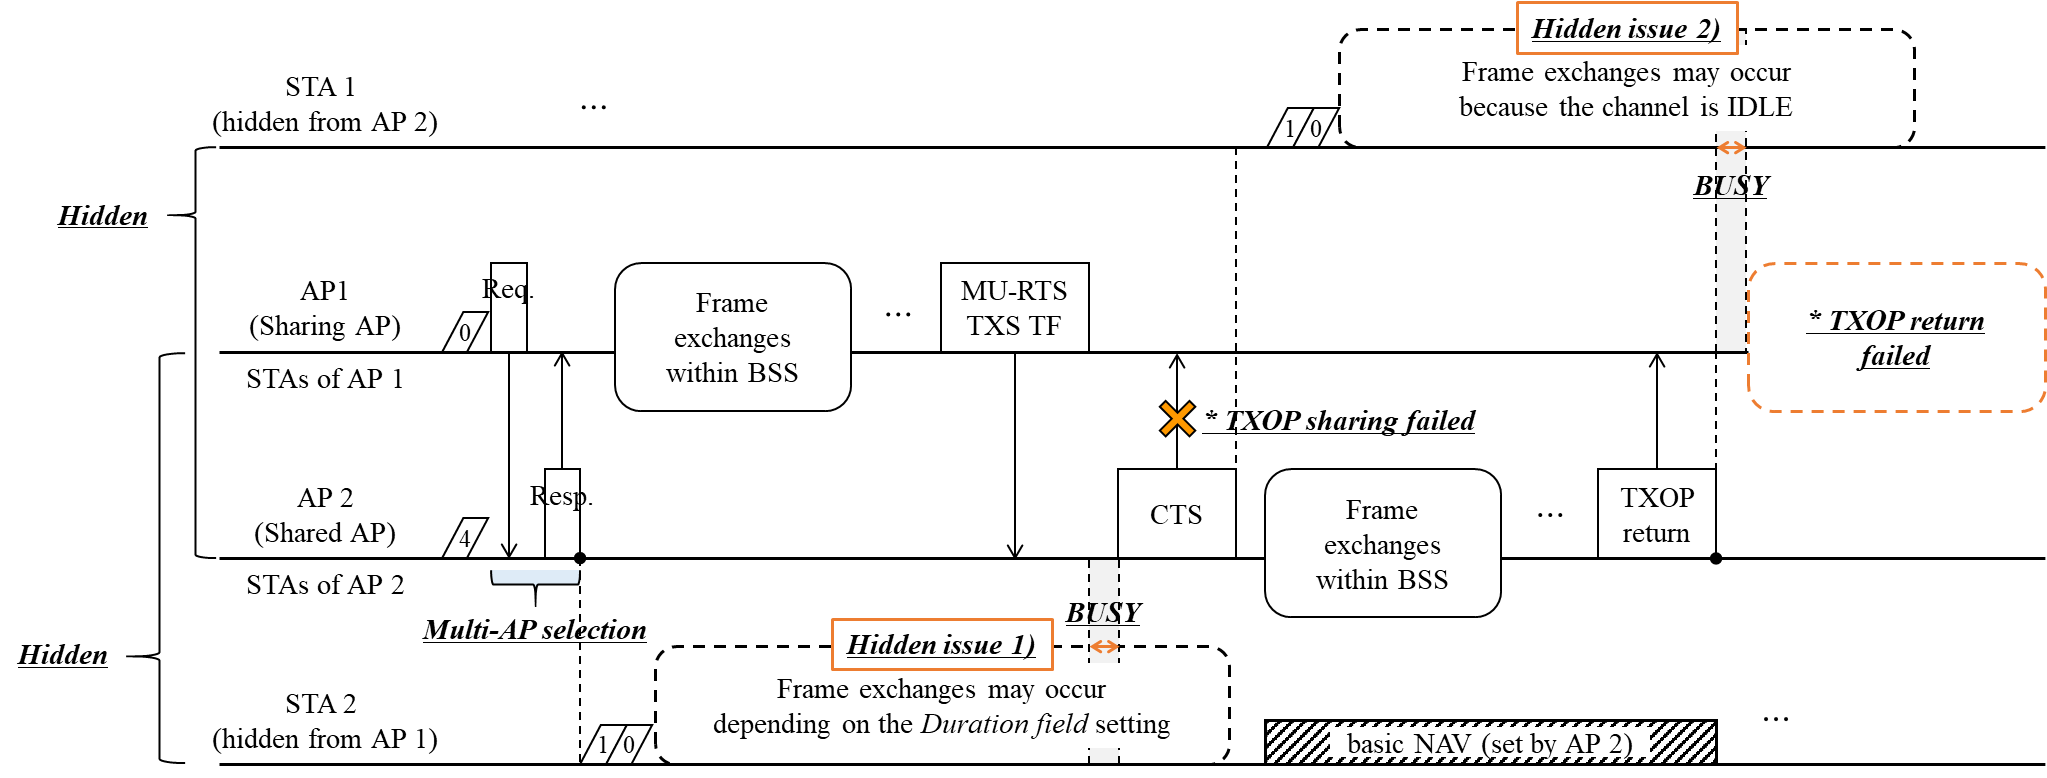 Hidden issue 2)
Frame exchanges may occur
because the channel is IDLE
STA 1
(hidden from AP 2)
...
1 0
BUSY
Hidden
AP1
(Sharing AP)
0
Req.
Frame
exchanges
within BSS
...
MU-RTS
TXS TF
* TXOP return
failed
STAs of AP 1
* TXOP sharing failed
AP 2
(Shared AP)
4
Resp.
CTS
Frame
exchanges
within BSS
...
TXOP
return
STAs of AP 2
BUSY
Multi-AP selection
Hidden issue 1)
Hidden
Frame exchanges may occur
depending on the Duration field setting
STA 2
(hidden from AP 1)
1 0
basic NAV (set by AP 2)
...